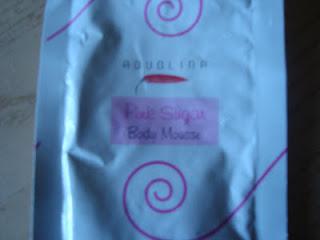 AQUOLINA
Pink Sugar
Body Mousse